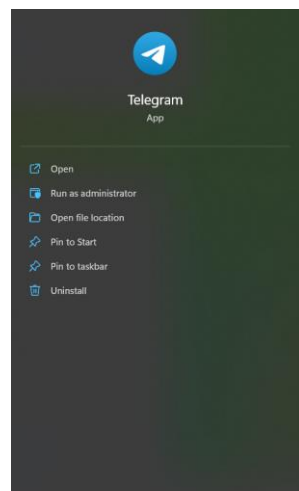 Telegram
App
Open
Run as administrator
Open file location
Pin to Start
Pin to taskbar
Uninstall